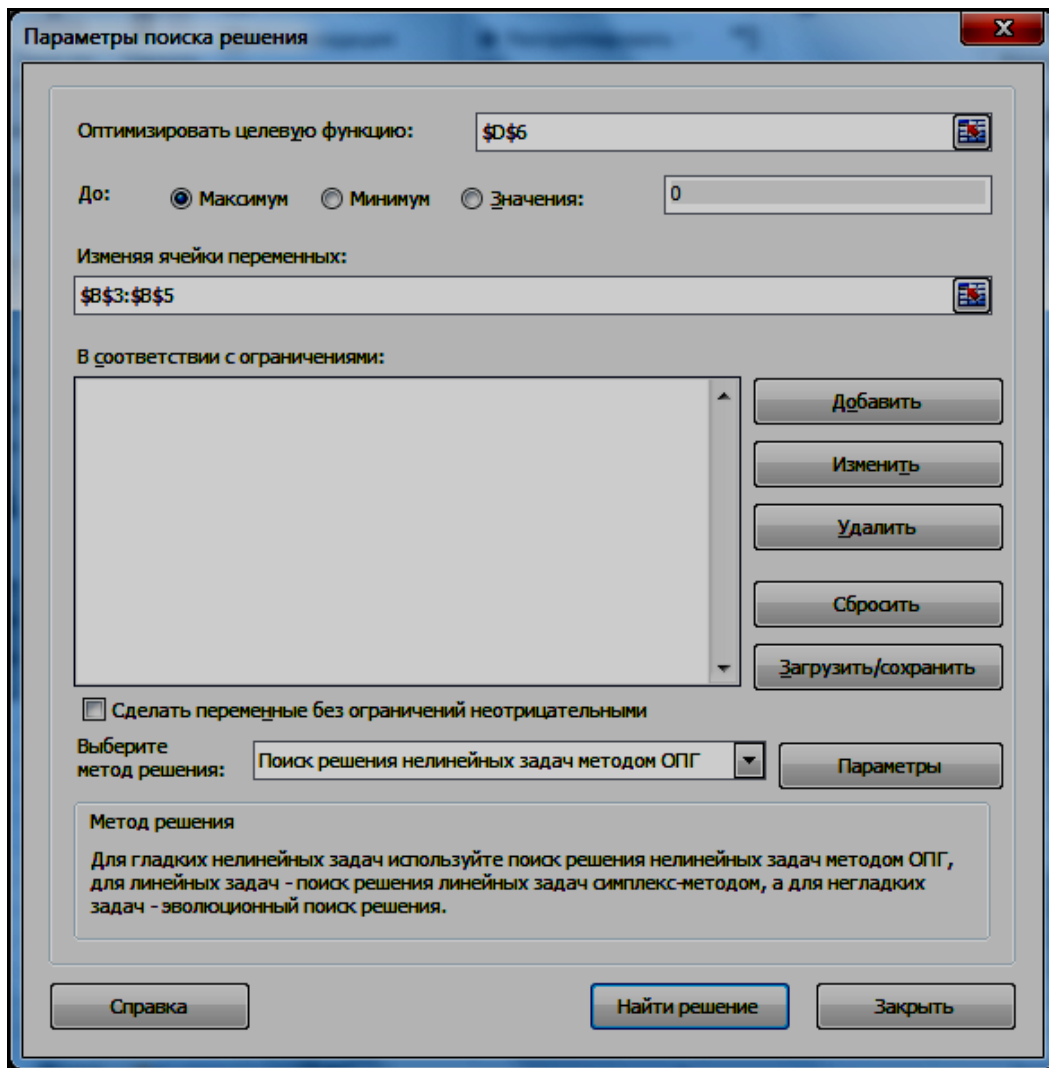 Параметры поиска решения
Оптимизировать целевую функцию:
$D$6
До:
Максимум
Минимум
Значения:
0
Изменяя ячейки переменных:
$B$3:$B$5
В соответствии с ограничениями:
Добавить
Изменить
Удалить
Сбросить
Загрузить/сохранить
Сделать переменные без ограничений неотрицательными
Выберите
метод решения:
Поиск решения нелинейных задач методом ОПГ
Параметры
Метод решения
Для гладких нелинейных задач используйте поиск решения нелинейных задач методом ОПГ,
для линейных задач - поиск решения линейных задач симплекс-методом, а для негладких
задач - эволюционный поиск решения.
Справка
Найти решение
Закрыть